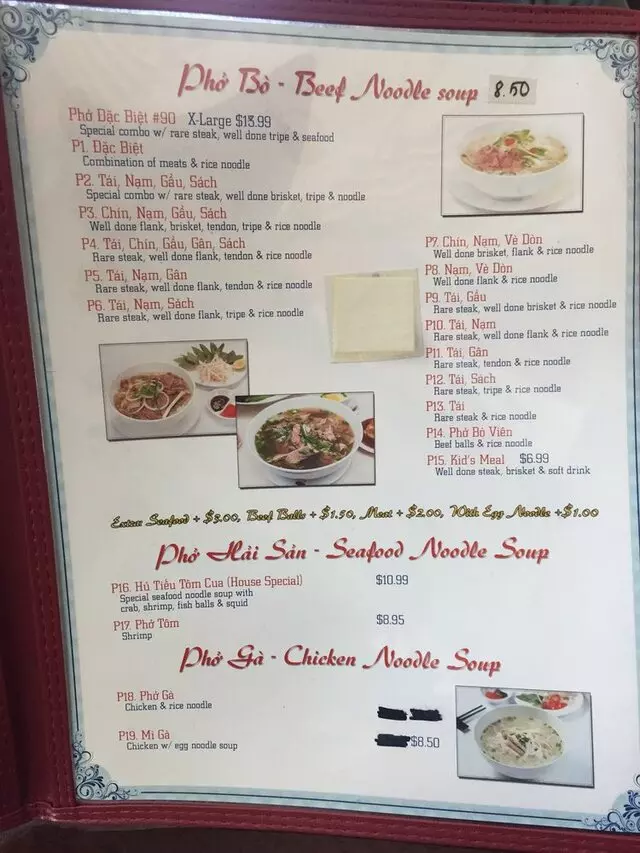 Phở Bò - Beef Noodle soup 8.50
Phở Đặc Biệt #90 X-Large $13.99
Special combo w/ rare steak, well done tripe & seafood
P1. Đặc Biệt
Combination of meats & rice noodle
P2. Tái, Nạm, Gầu, Sách
Special combo w/ rare steak, well done brisket, tripe & noodle
P3. Chín, Nạm, Gầu, Sách
Well done flank, brisket, tendon, tripe & rice noodle
P4. Tái, Chín, Gầu, Gân, Sách
Rare steak, well done flank, tendon & rice noodle
P5. Tái, Nạm, Gân
Rare steak, well done flank, tendon & rice noodle
P6. Tái, Nạm, Sách
Rare steak, well done flank, tripe & rice noodle
P7. Chín, Nạm, Vè Dòn
Well done brisket, flank & rice noodle
P8. Nạm, Vè Dòn
Well done flank & rice noodle
P9. Tái, Gầu
Rare steak, well done brisket & rice noodle
P10. Tái, Nạm
Rare steak, well done flank & rice noodle
P11. Tái, Gân
Rare steak, tendon & rice noodle
P12. Tái, Sách
Rare steak, tripe & rice noodle
P13. Tái
Rare steak & rice noodle
P14. Phở Bò Viên
Beef balls & rice noodle
P15. Kid's Meal $6.99
Well done steak, brisket & soft drink
Extra: Seafood + $3.00, Beef Balls + $1.50, Meat + $2.00, With Egg Noodle +$1.00
Phở Hải Sản - Seafood Noodle Soup
P16. Hủ Tiếu Tôm Cua (House Special) $10.99
Special seafood noodle soup with
crab, shrimp, fish balls & squid
P17. Phở Tôm $8.95
Shrimp
Phở Gà - Chicken Noodle Soup
P18. Phở Gà
Chicken & rice noodle
P19. Mì Gà $8.50
Chicken w/ egg noodle soup